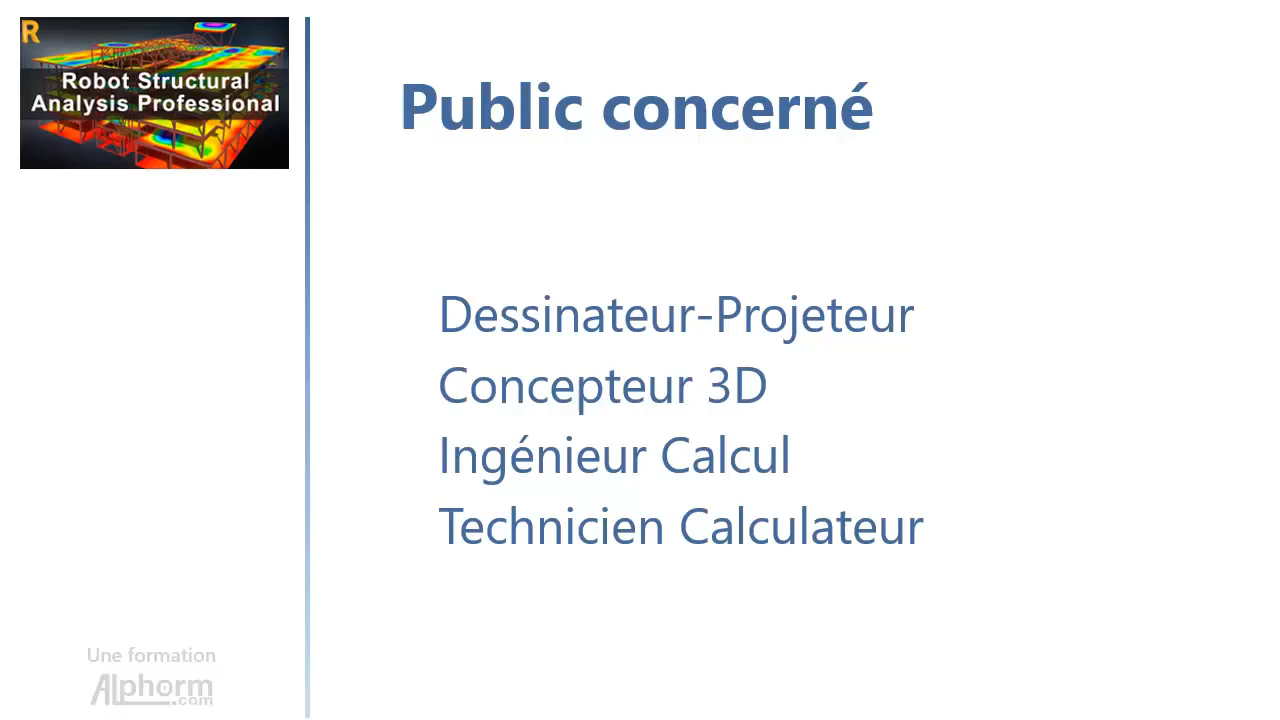 R
Robot Structural
Analysis Professional
Public concerné
Dessinateur-Projeteur
Concepteur 3D
Ingénieur Calcul
Technicien Calculateur
Une formation
Alphorm
.com